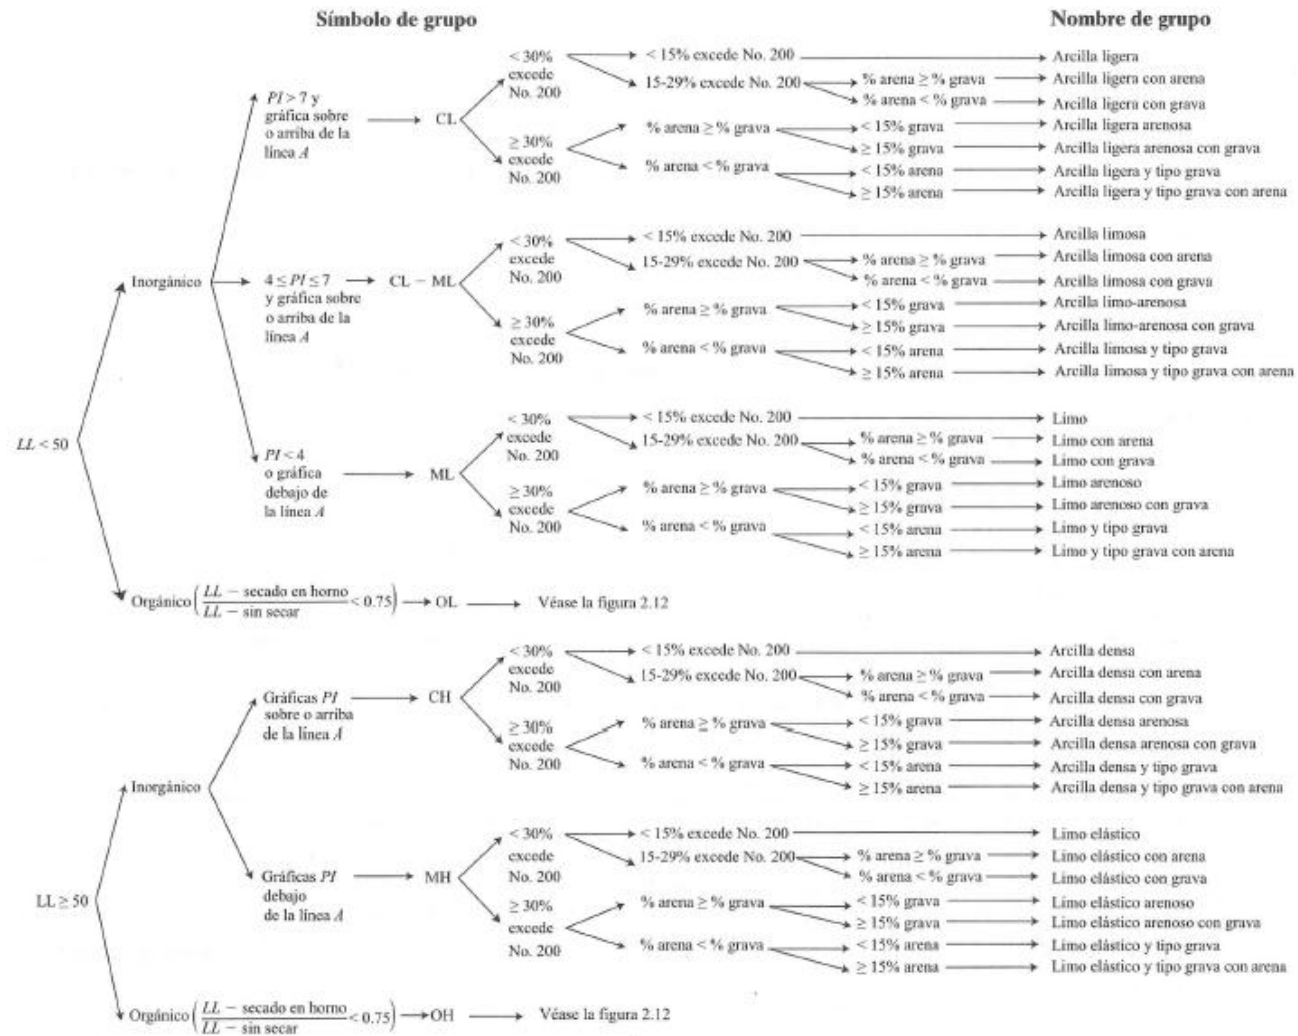 Símbolo de grupo Nombre de grupo
LL < 50
Inorgánico
PI > 7 y
gráfica sobre
o arriba de la
línea A
CL
< 30%
excede
No. 200
< 15% excede No. 200 Arcilla ligera
15-29% excede No. 200 % arena ≥ % grava Arcilla ligera con arena
% arena < % grava Arcilla ligera con grava
≥ 30%
excede
No. 200
% arena ≥ % grava < 15% grava Arcilla ligera arenosa
≥ 15% grava Arcilla ligera arenosa con grava
% arena < % grava < 15% arena Arcilla ligera y tipo grava
≥ 15% arena Arcilla ligera y tipo grava con arena
4 ≤ PI ≤ 7
y gráfica sobre
o arriba de la
línea A
CL – ML
< 30%
excede
No. 200
< 15% excede No. 200 Arcilla limosa
15-29% excede No. 200 % arena ≥ % grava Arcilla limosa con arena
% arena < % grava Arcilla limosa con grava
≥ 30%
excede
No. 200
% arena ≥ % grava < 15% grava Arcilla limo-arenosa
≥ 15% grava Arcilla limo-arenosa con grava
% arena < % grava < 15% arena Arcilla limosa y tipo grava
≥ 15% arena Arcilla limosa y tipo grava con arena
PI < 4
o gráfica
debajo de
la línea A
ML
< 30%
excede
No. 200
< 15% excede No. 200 Limo
15-29% excede No. 200 % arena ≥ % grava Limo con arena
% arena < % grava Limo con grava
≥ 30%
excede
No. 200
% arena ≥ % grava < 15% grava Limo arenoso
≥ 15% grava Limo arenoso con grava
% arena < % grava < 15% arena Limo y tipo grava
≥ 15% arena Limo y tipo grava con arena
Orgánico (LL – secado en horno / LL – sin secar < 0.75) OL Véase la figura 2.12
LL ≥ 50
Inorgánico
Gráficas PI
sobre o arriba
de la línea A
CH
< 30%
excede
No. 200
< 15% excede No. 200 Arcilla densa
15-29% excede No. 200 % arena ≥ % grava Arcilla densa con arena
% arena < % grava Arcilla densa con grava
≥ 30%
excede
No. 200
% arena ≥ % grava < 15% grava Arcilla densa arenosa
≥ 15% grava Arcilla densa arenosa con grava
% arena < % grava < 15% arena Arcilla densa y tipo grava
≥ 15% arena Arcilla densa y tipo grava con arena
Gráficas PI
debajo
de la línea A
MH
< 30%
excede
No. 200
< 15% excede No. 200 Limo elástico
15-29% excede No. 200 % arena ≥ % grava Limo elástico con arena
% arena < % grava Limo elástico con grava
≥ 30%
excede
No. 200
% arena ≥ % grava < 15% grava Limo elástico arenoso
≥ 15% grava Limo elástico arenoso con grava
% arena < % grava < 15% arena Limo elástico y tipo grava
≥ 15% arena Limo elástico y tipo grava con arena
Orgánico (LL – secado en horno / LL – sin secar < 0.75) OH Véase la figura 2.12